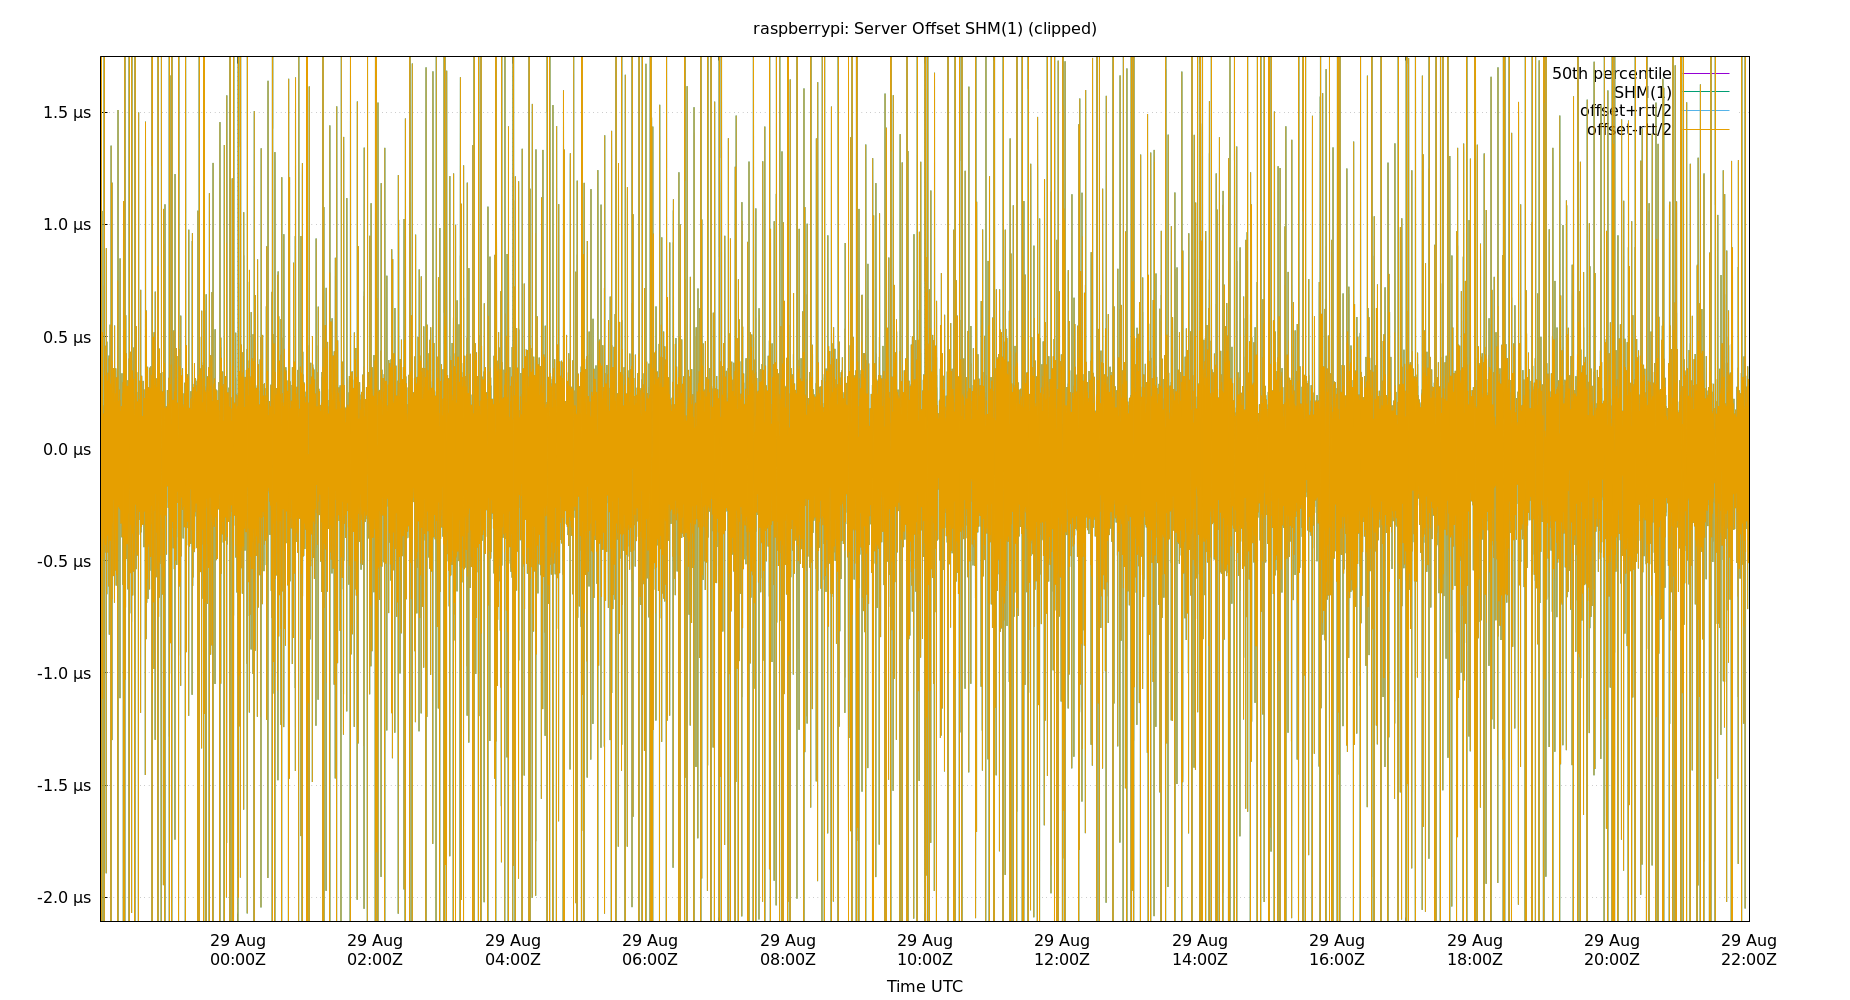 raspberrypi: Server Offset SHM(1) (clipped)
50th percentile
SHM(1)
offset+rtt/2
offset-rtt/2
1.5 µs
1.0 µs
0.5 µs
0.0 µs
-0.5 µs
-1.0 µs
-1.5 µs
-2.0 µs
29 Aug 29 Aug 29 Aug 29 Aug 29 Aug 29 Aug 29 Aug 29 Aug 29 Aug 29 Aug 29 Aug 29 Aug
00:00Z 02:00Z 04:00Z 06:00Z 08:00Z 10:00Z 12:00Z 14:00Z 16:00Z 18:00Z 20:00Z 22:00Z
Time UTC